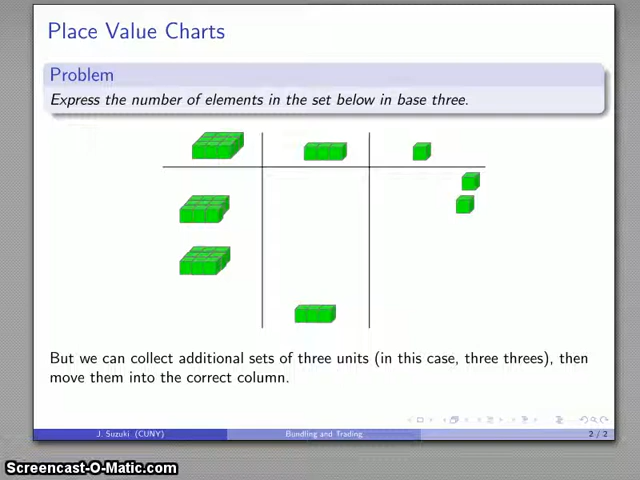 Place Value Charts
Problem
Express the number of elements in the set below in base three.
But we can collect additional sets of three units (in this case, three threes), then
move them into the correct column.
J. Suzuki (CUNY)
Bundling and Trading
2 / 2
Screencast-O-Matic.com